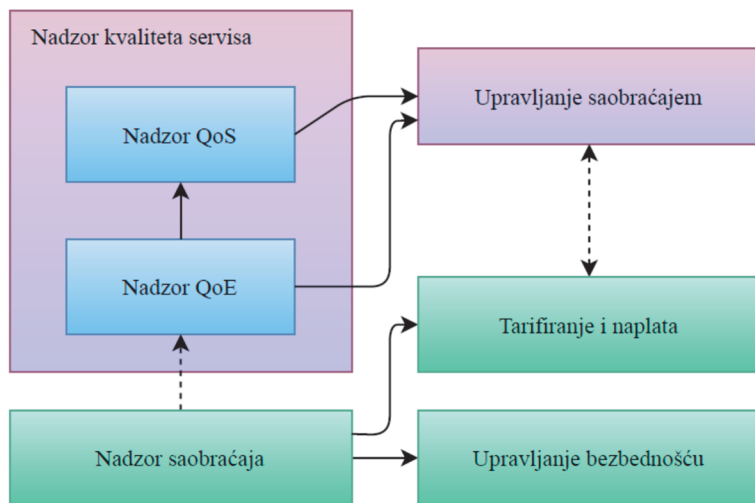 Nadzor kvaliteta servisa
Nadzor QoS
Upravljanje saobraćajem
Nadzor QoE
Tarifiranje i naplata
Nadzor saobraćaja
Upravljanje bezbednošću